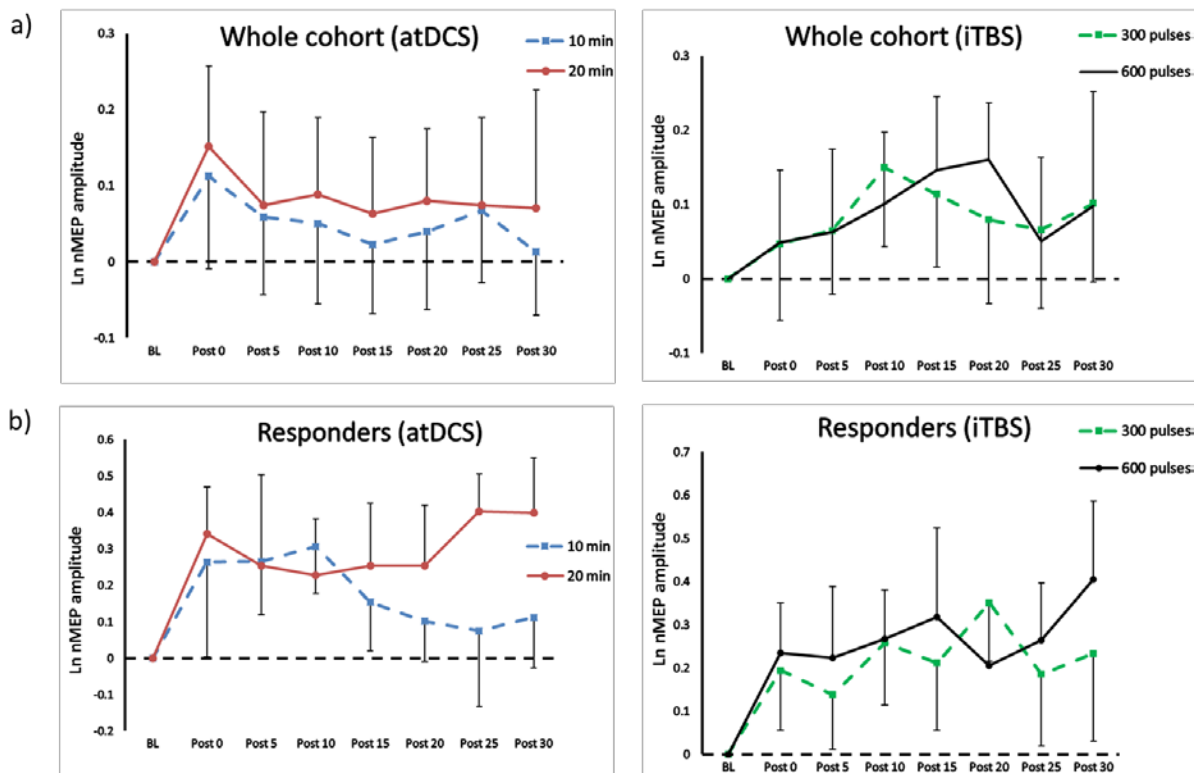 a)
Whole cohort (atDCS)
10 min
20 min
Ln nMEP amplitude
0.3
0.2
0.1
0
-0.1
BL Post 0 Post 5 Post 10 Post 15 Post 20 Post 25 Post 30
Whole cohort (iTBS)
300 pulses
600 pulses
Ln nMEP amplitude
0.3
0.2
0.1
0
-0.1
BL Post 0 Post 5 Post 10 Post 15 Post 20 Post 25 Post 30
b)
Responders (atDCS)
10 min
20 min
Ln nMEP amplitude
0.6
0.5
0.4
0.3
0.2
0.1
0
-0.1
-0.2
BL Post 0 Post 5 Post 10 Post 15 Post 20 Post 25 Post 30
Responders (iTBS)
300 pulses
600 pulses
Ln nMEP amplitude
0.7
0.6
0.5
0.4
0.3
0.2
0.1
0
BL Post 0 Post 5 Post 10 Post 15 Post 20 Post 25 Post 30